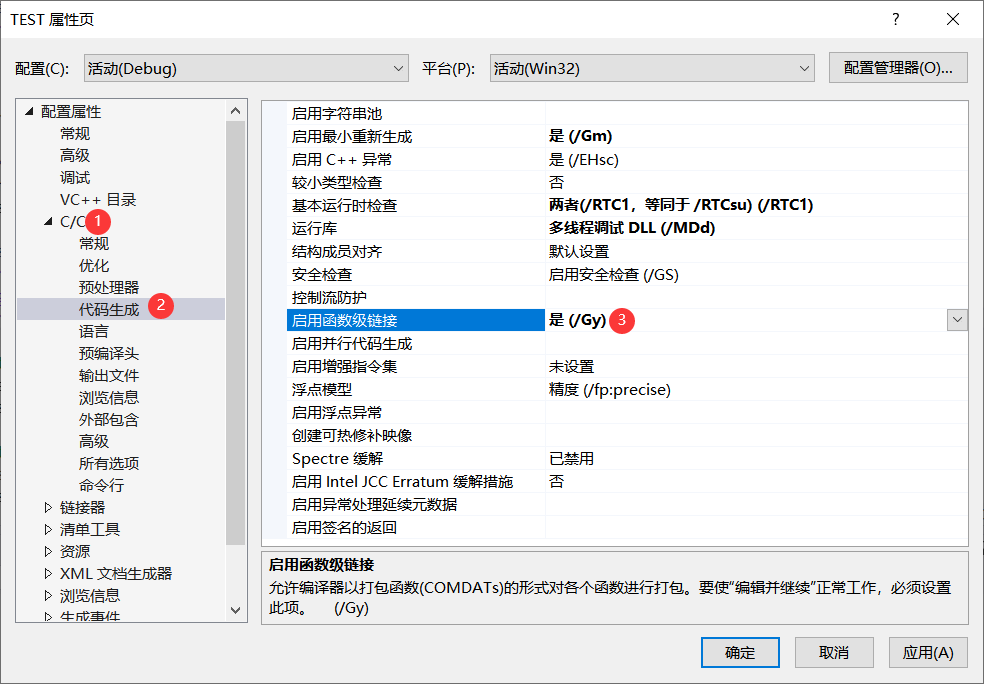 TEST 属性页
?
配置(C):
活动(Debug)
平台(P):
活动(Win32)
配置管理器(O)...
配置属性
常规
高级
调试
VC++ 目录
C/C
1
常规
优化
预处理器
代码生成
2
语言
预编译头
输出文件
浏览信息
外部包含
高级
所有选项
命令行
链接器
清单工具
资源
XML 文档生成器
浏览信息
生成事件
启用字符串池
启用最小重新生成 是 (/Gm)
启用 C++ 异常 是 (/EHsc)
较小类型检查 否
基本运行时检查 两者(/RTC1，等同于 /RTCsu) (/RTC1)
运行库 多线程调试 DLL (/MDd)
结构成员对齐 默认设置
安全检查 启用安全检查 (/GS)
控制流防护
启用函数级链接 是 (/Gy) 3
启用并行代码生成
启用增强指令集 未设置
浮点模型 精度 (/fp:precise)
启用浮点异常
创建可热修补映像
Spectre 缓解 已禁用
启用 Intel JCC Erratum 缓解措施 否
启用异常处理延续元数据
启用签名的返回
启用函数级链接
允许编译器以打包函数(COMDATs)的形式对各个函数进行打包。要使“编辑并继续”正常工作，必须设置
此项。 (/Gy)
确定
取消
应用(A)